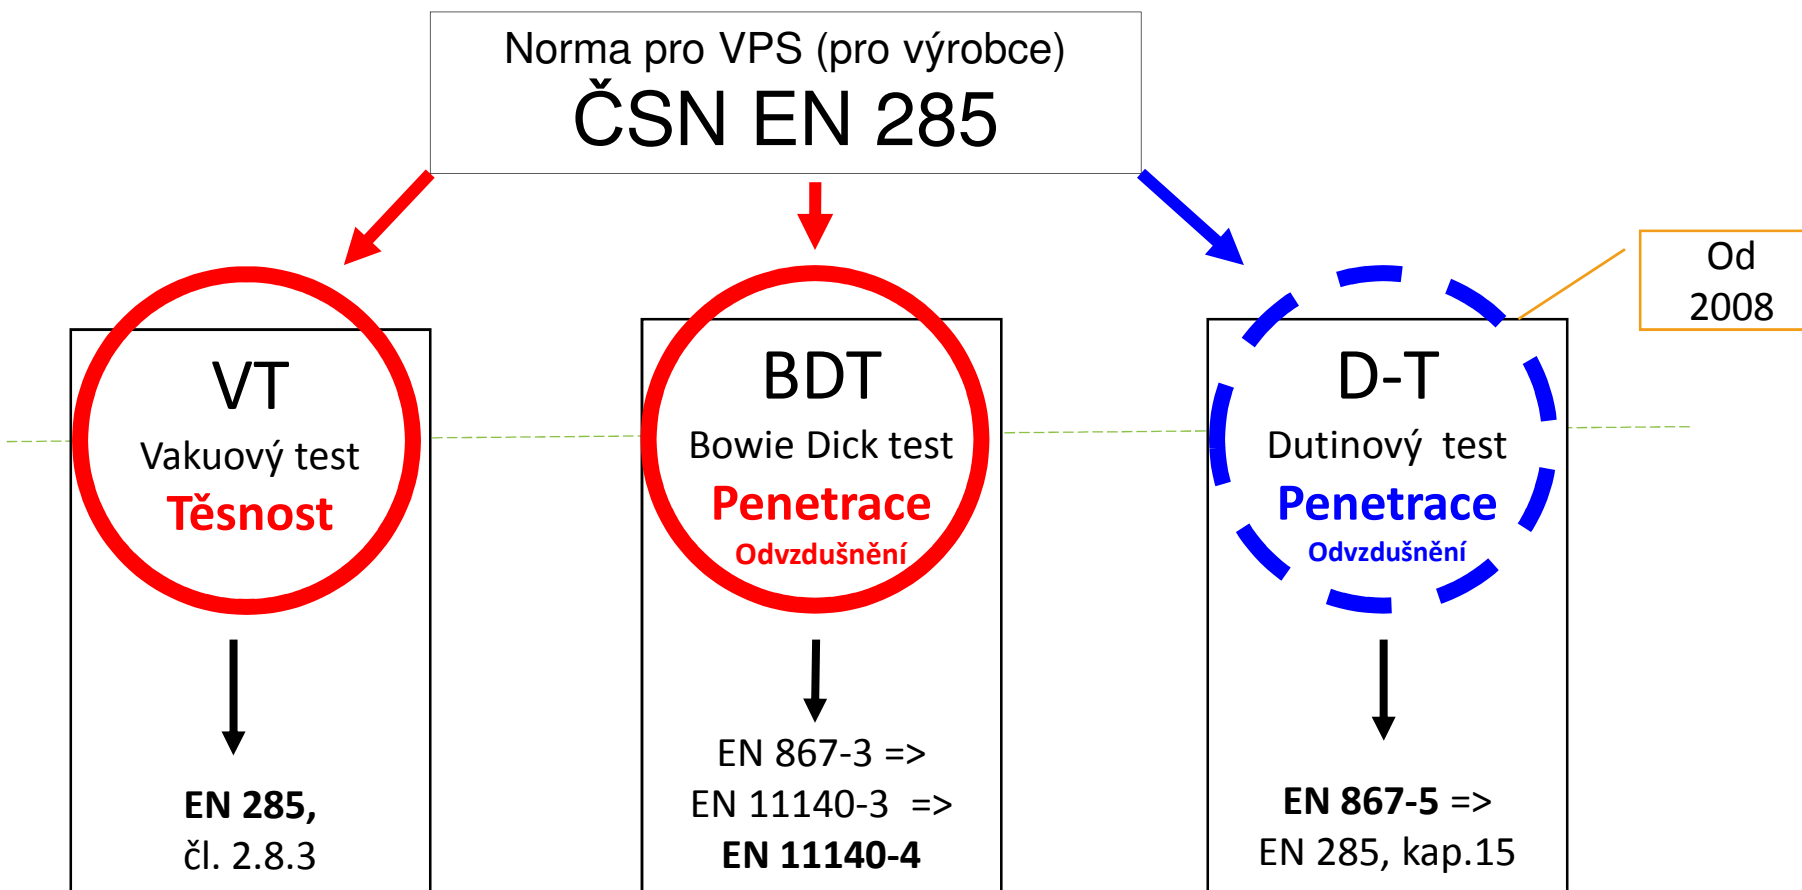 Norma pro VPS (pro výrobce)
ČSN EN 285
Od
2008
VT
Vakuový test
Těsnost
EN 285,
čl. 2.8.3
BDT
Bowie Dick test
Penetrace
Odvzdušnění
EN 867-3 =>
EN 11140-3 =>
EN 11140-4
D-T
Dutinový test
Penetrace
Odvzdušnění
EN 867-5 =>
EN 285, kap.15